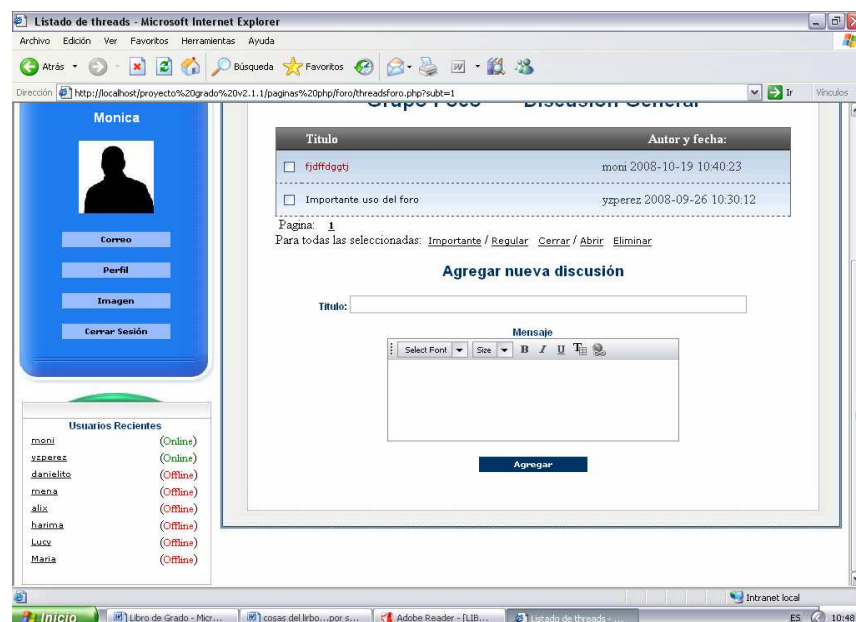 Listado de threads - Microsoft Internet Explorer
Archivo Edición Ver Favoritos Herramientas Ayuda
Atrás Búsqueda Favoritos
Dirección http://localhost/proyecto%20grado%20v2.1.1/paginas%20php/foro/threadsforo.php?subt=1 Ir Vínculos
Monica
Correo
Perfil
Imagen
Cerrar Sesión
Usuarios Recientes
moni (Online)
yzperez (Online)
danielito (Offline)
mena (Offline)
alix (Offline)
harima (Offline)
Lucy (Offline)
Maria (Offline)
Grupo Foco Discusión General
Titulo Autor y fecha:
fjdffdggtj moni 2008-10-19 10:40:23
Importante uso del foro yzperez 2008-09-26 10:30:12
Pagina: 1
Para todas las seleccionadas: Importante / Regular Cerrar / Abrir Eliminar
Agregar nueva discusión
Titulo:
Mensaje
Select Font Size B I U T
Agregar
Intranet local
Inicio Libro de Grado - Micr... cosas del lirbo...por s... Adobe Reader - [LIB... Listado de threads - ... ES 10:48